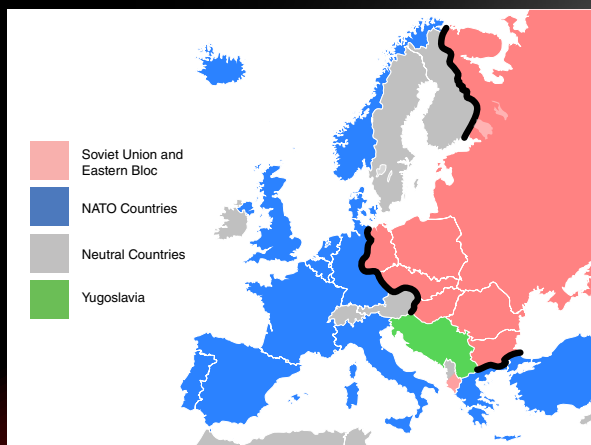 Soviet Union and
Eastern Bloc
NATO Countries
Neutral Countries
Yugoslavia